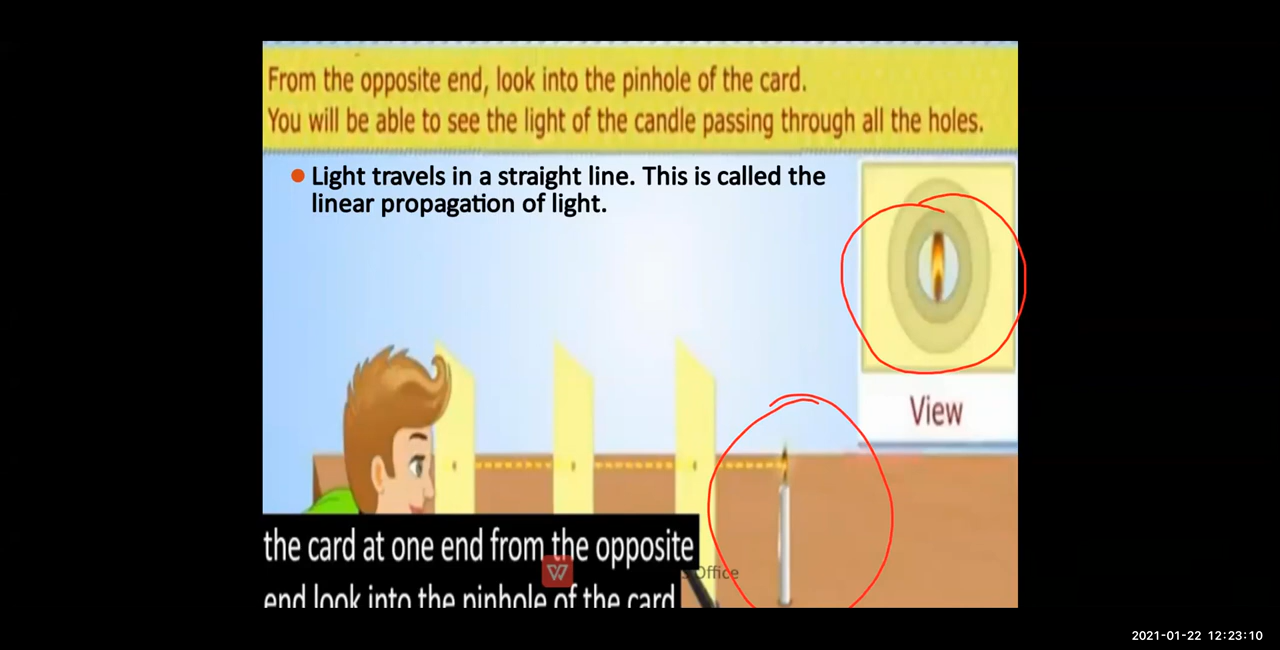 From the opposite end, look into the pinhole of the card.
You will be able to see the light of the candle passing through all the holes.
Light travels in a straight line. This is called the
linear propagation of light.
View
the card at one end from the opposite
Office
end look into the pinhole of the card
2021-01-22 12:23:10